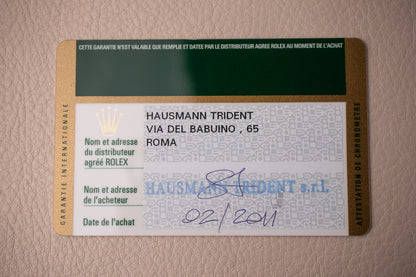 CETTE GARANTIE N'EST VALABLE QUE REMPLIE ET DATEE PAR LE DISTRIBUTEUR AGREE ROLEX AU MOMENT DE L'ACHAT
GARANTIE INTERNATIONALE
HAUSMANN TRIDENT
VIA DEL BABUINO , 65
ROMA
Nom et adresse
du distributeur
agréé ROLEX
Nom et adresse
de l'acheteur
HAUSMANN TRIDENT s.r.l.
Date de l'achat
02/2011
ATTESTATION DE CHRONOMETRE